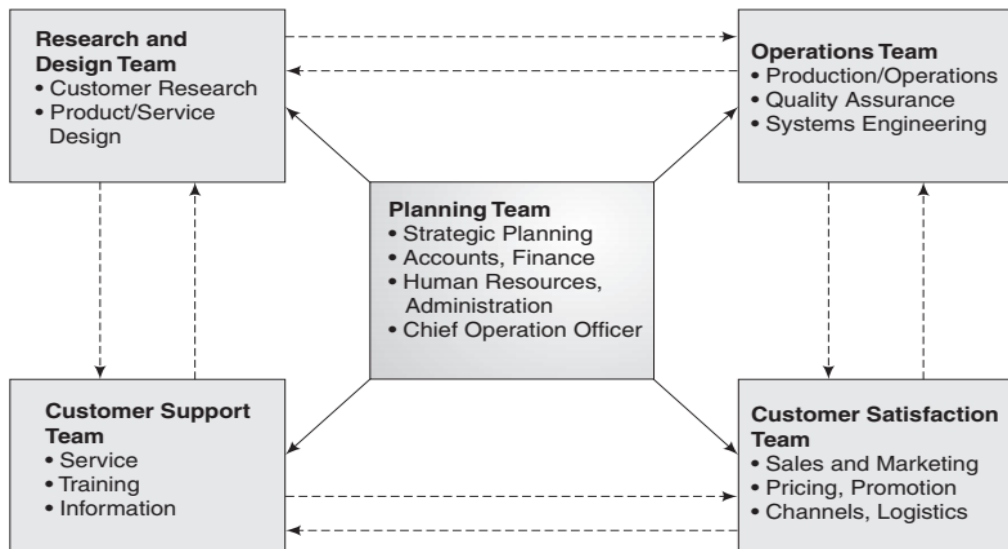 Research and
Design Team
• Customer Research
• Product/Service
Design
Operations Team
• Production/Operations
• Quality Assurance
• Systems Engineering
Planning Team
• Strategic Planning
• Accounts, Finance
• Human Resources,
Administration
• Chief Operation Officer
Customer Support
Team
• Service
• Training
• Information
Customer Satisfaction
Team
• Sales and Marketing
• Pricing, Promotion
• Channels, Logistics